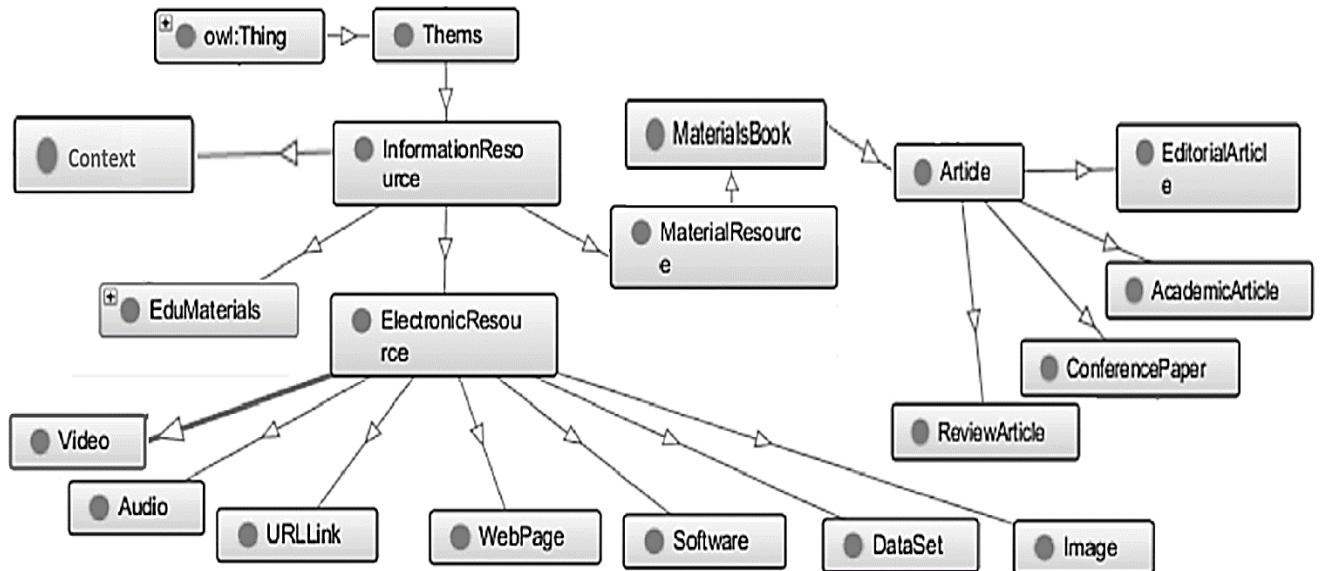 owl:Thing
Thems
Context
InformationReso
urce
MaterialsBook
Article
EditorialArticl
e
MaterialResourc
e
AcademicArticle
EduMaterials
ElectronicResou
rce
ConferencePaper
ReviewArticle
Video
Audio
URLLink
WebPage
Software
DataSet
Image